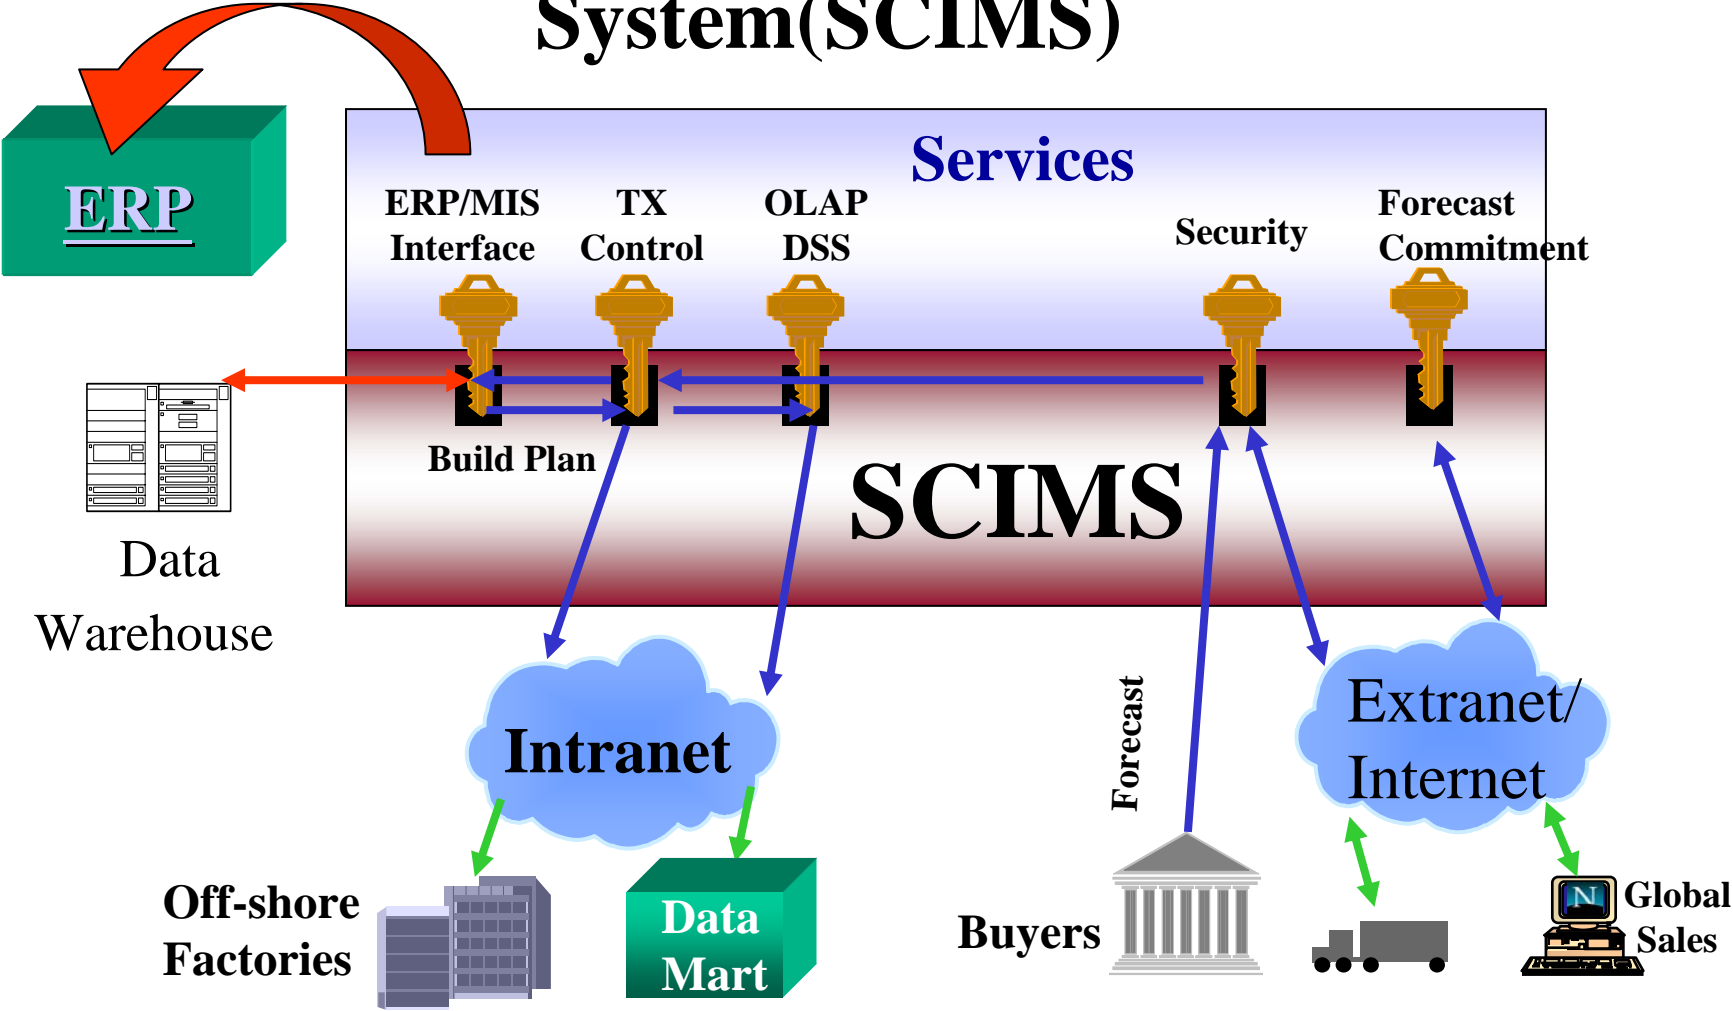 System(SCIMS)
Services
ERP
ERP/MIS
Interface
TX
Control
OLAP
DSS
Security
Forecast
Commitment
Build Plan
SCIMS
Data
Warehouse
Intranet
Forecast
Extranet/
Internet
Off-shore
Factories
Data
Mart
Buyers
N
Global
Sales